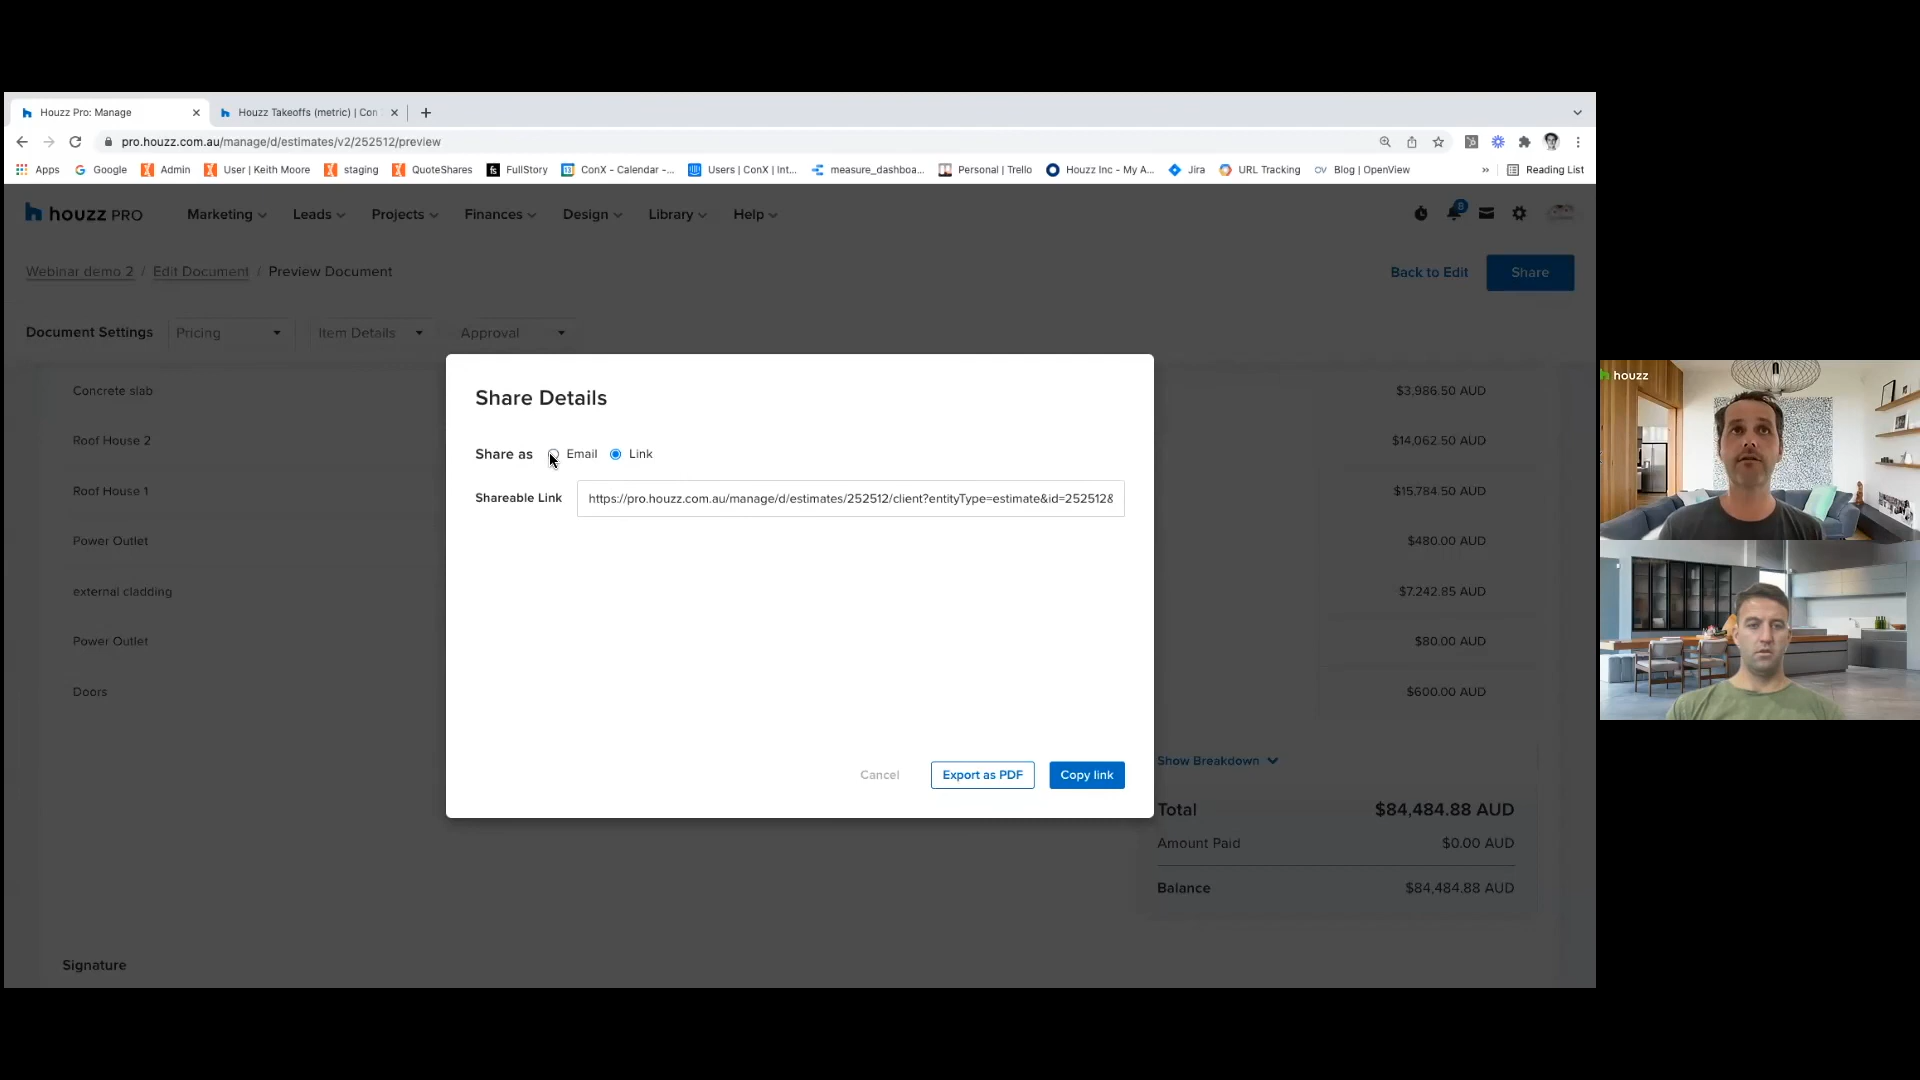 Houzz Pro: Manage
Houzz Takeoffs (metric) | Con
pro.houzz.com.au/manage/d/estimates/v2/252512/preview
Apps Google Admin User | Keith Moore staging QuoteShares FullStory ConX - Calendar -... Users | ConX | Int... measure_dashboa... Personal | Trello Houzz Inc - My A... Jira URL Tracking Blog | OpenView » Reading List
houzz PRO Marketing Leads Projects Finances Design Library Help 8
Webinar demo 2 / Edit Document / Preview Document Back to Edit Share
Document Settings Pricing Item Details Approval
Concrete slab $3,986.50 AUD
Roof House 2 $14,062.50 AUD
Roof House 1 $15,784.50 AUD
Power Outlet $480.00 AUD
external cladding $7,242.85 AUD
Power Outlet $80.00 AUD
Doors $600.00 AUD
Share Details
Share as Email Link
Shareable Link https://pro.houzz.com.au/manage/d/estimates/252512/client?entityType=estimate&id=252512&
Cancel Export as PDF Copy link
Show Breakdown
Total $84,484.88 AUD
Amount Paid $0.00 AUD
Balance $84,484.88 AUD
Signature
houzz